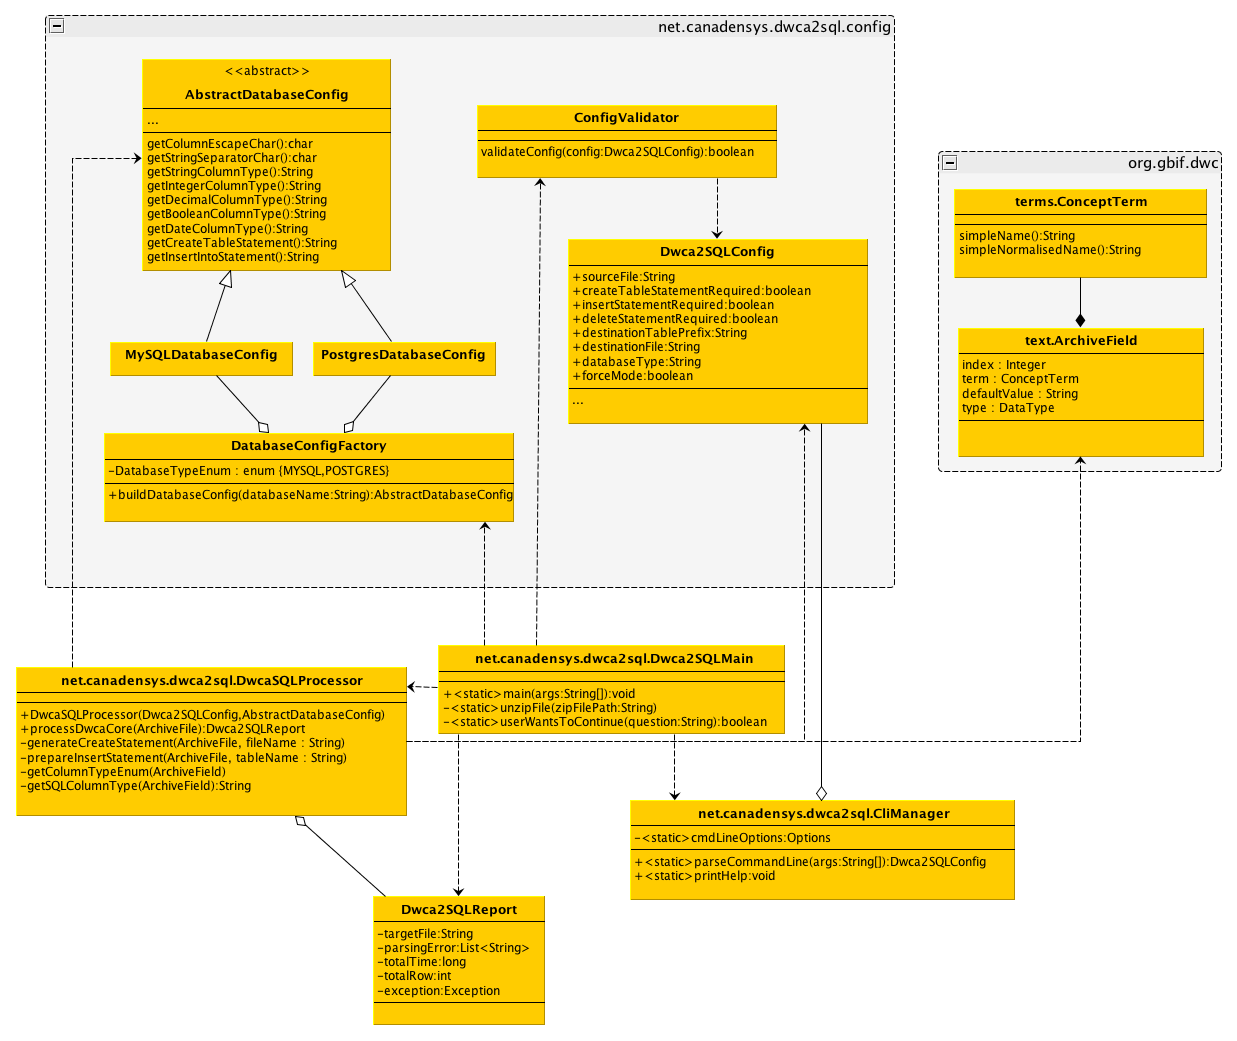 net.canadensys.dwca2sql.config
<<abstract>>
AbstractDatabaseConfig
...
getColumnEscapeChar():char
getStringSeparatorChar():char
getStringColumnType():String
getIntegerColumnType():String
getDecimalColumnType():String
getBooleanColumnType():String
getDateColumnType():String
getCreateTableStatement():String
getInsertIntoStatement():String
ConfigValidator
validateConfig(config:Dwca2SQLConfig):boolean
Dwca2SQLConfig
+sourceFile:String
+createTableStatementRequired:boolean
+insertStatementRequired:boolean
+deleteStatementRequired:boolean
+destinationTablePrefix:String
+destinationFile:String
+databaseType:String
+forceMode:boolean
...
MySQLDatabaseConfig
PostgresDatabaseConfig
DatabaseConfigFactory
-DatabaseTypeEnum : enum {MYSQL,POSTGRES}
+buildDatabaseConfig(databaseName:String):AbstractDatabaseConfig
org.gbif.dwc
terms.ConceptTerm
simpleName():String
simpleNormalisedName():String
text.ArchiveField
index : Integer
term : ConceptTerm
defaultValue : String
type : DataType
net.canadensys.dwca2sql.DwcaSQLProcessor
+DwcaSQLProcessor(Dwca2SQLConfig,AbstractDatabaseConfig)
+processDwcaCore(ArchiveFile):Dwca2SQLReport
-generateCreateStatement(ArchiveFile, fileName : String)
-prepareInsertStatement(ArchiveFile, tableName : String)
-getColumnTypeEnum(ArchiveField)
-getSQLColumnType(ArchiveField):String
net.canadensys.dwca2sql.Dwca2SQLMain
+<static>main(args:String[]):void
-<static>unzipFile(zipFilePath:String)
-<static>userWantsToContinue(question:String):boolean
net.canadensys.dwca2sql.CliManager
-<static>cmdLineOptions:Options
+<static>parseCommandLine(args:String[]):Dwca2SQLConfig
+<static>printHelp:void
Dwca2SQLReport
-targetFile:String
-parsingError:List<String>
-totalTime:long
-totalRow:int
-exception:Exception